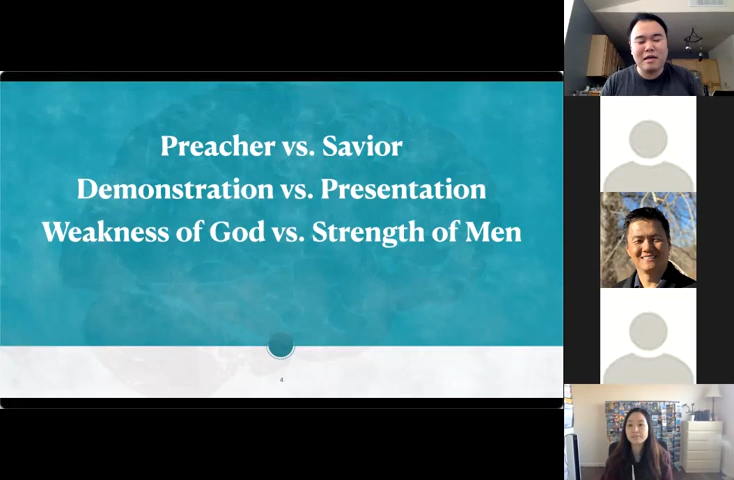 Preacher vs. Savior
Demonstration vs. Presentation
Weakness of God vs. Strength of Men
4